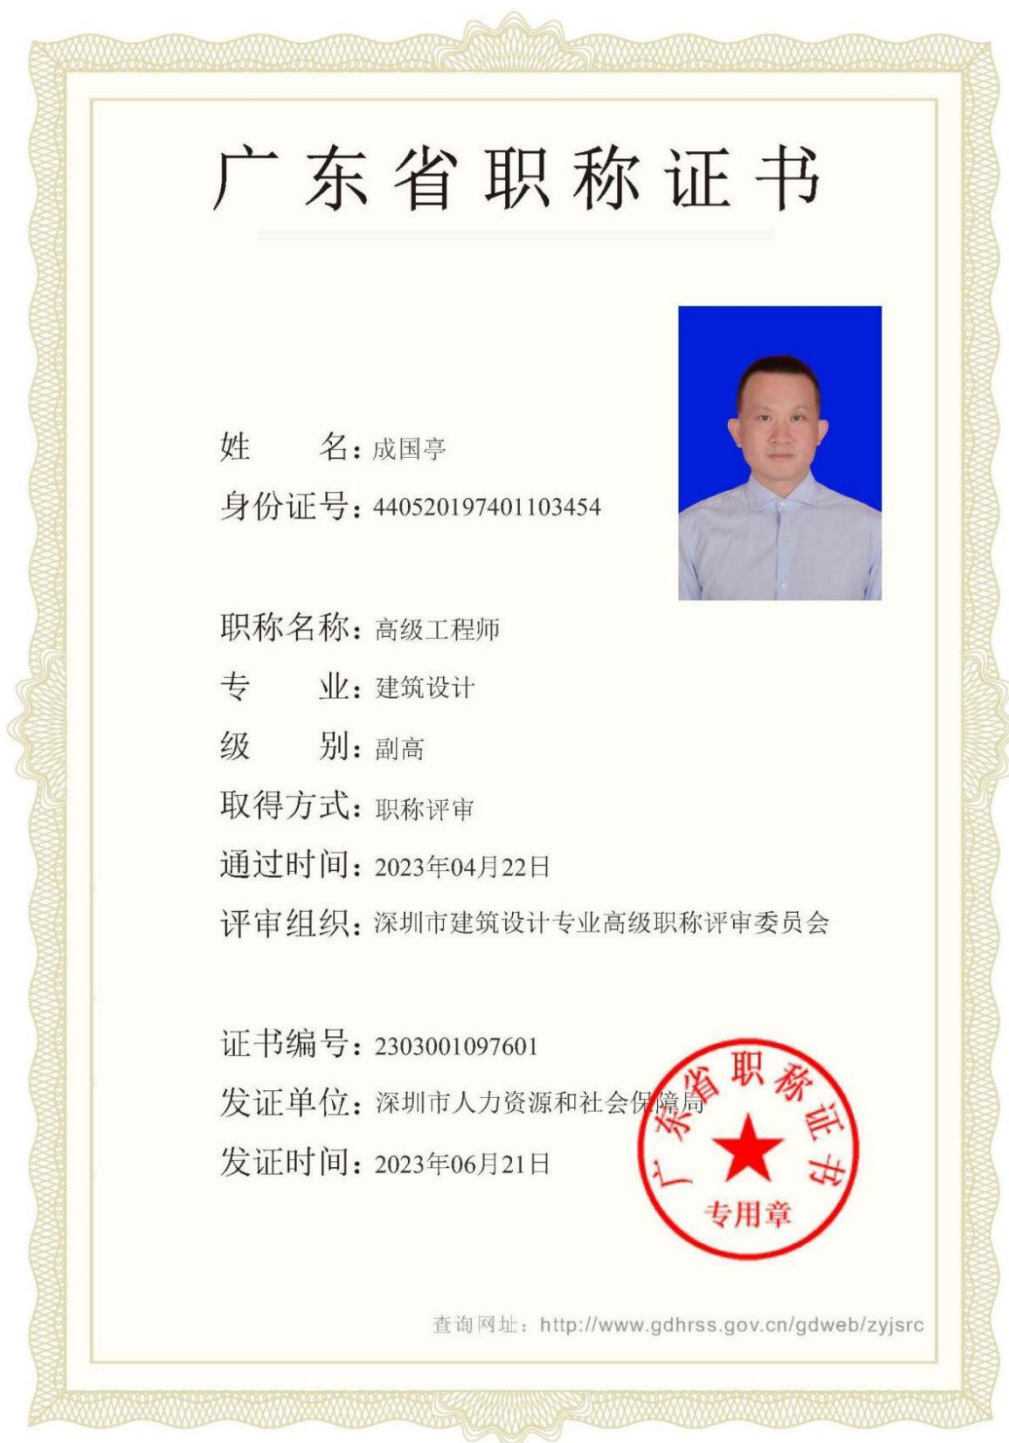 广东省职称证书
姓 名：成国亭
身份证号：440520197401103454
职称名称：高级工程师
专 业：建筑设计
级 别：副高
取得方式：职称评审
通过时间：2023年04月22日
评审组织：深圳市建筑设计专业高级职称评审委员会
证书编号：2303001097601
发证单位：深圳市人力资源和社会保障局
发证时间：2023年06月21日
广东省职称证书
专用章
查询网址：http://www.gdhrss.gov.cn/gdweb/zyjsrc